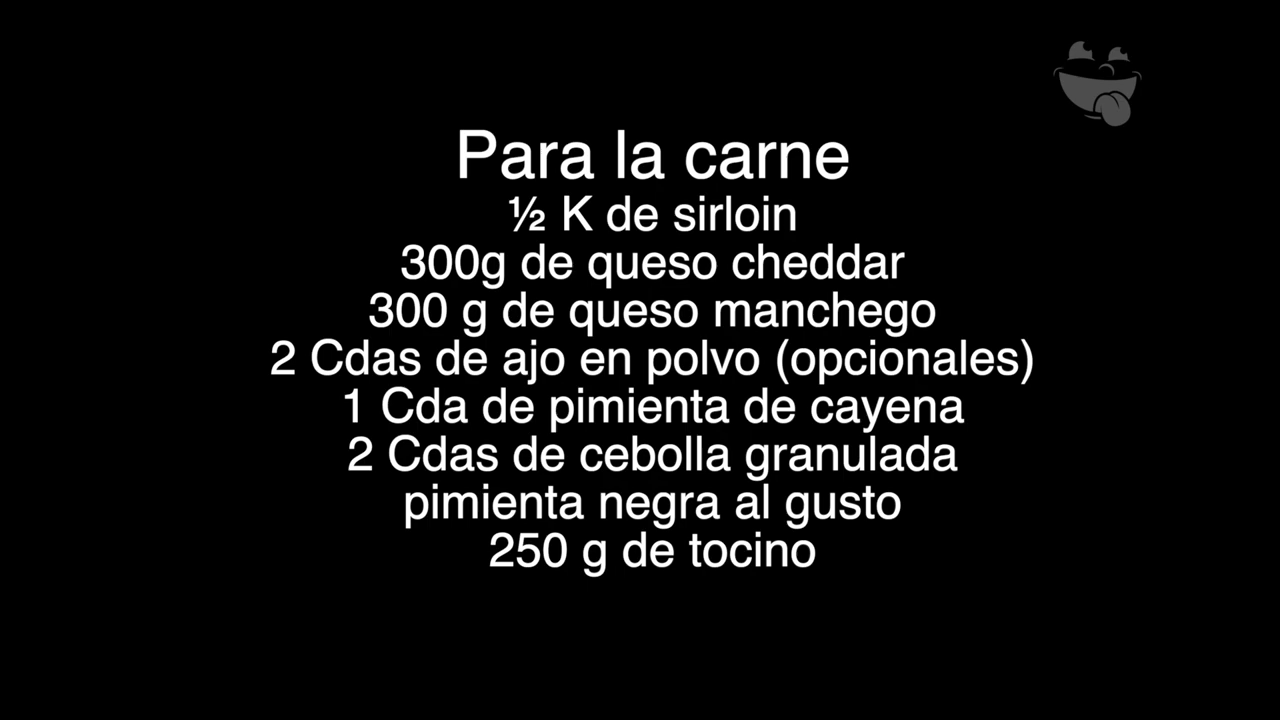 Para la carne
½ K de sirloin
300g de queso cheddar
300 g de queso manchego
2 Cdas de ajo en polvo (opcionales)
1 Cda de pimienta de cayena
2 Cdas de cebolla granulada
pimienta negra al gusto
250 g de tocino